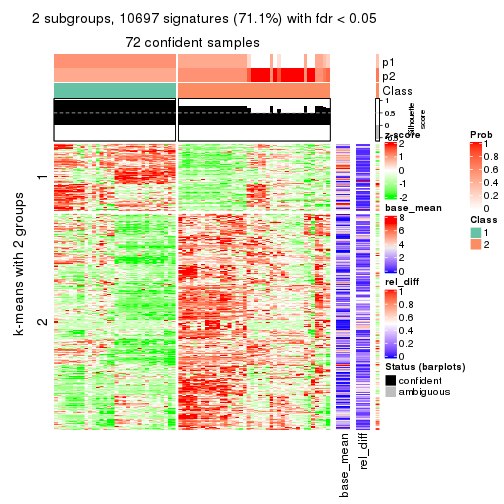 2 subgroups, 10697 signatures (71.1%) with fdr < 0.05
72 confident samples
p1
p2
Class
1
0.5
0
-0.5
Silhouette
score
k-means with 2 groups
1
2
z-score
2
1
0
-1
-2
base_mean
8
6
4
2
0
rel_diff
1
0.8
0.6
0.4
0.2
0
Status (barplots)
confident
ambiguous
Prob
1
0.8
0.6
0.4
0.2
0
Class
1
2
base_mean
rel_diff